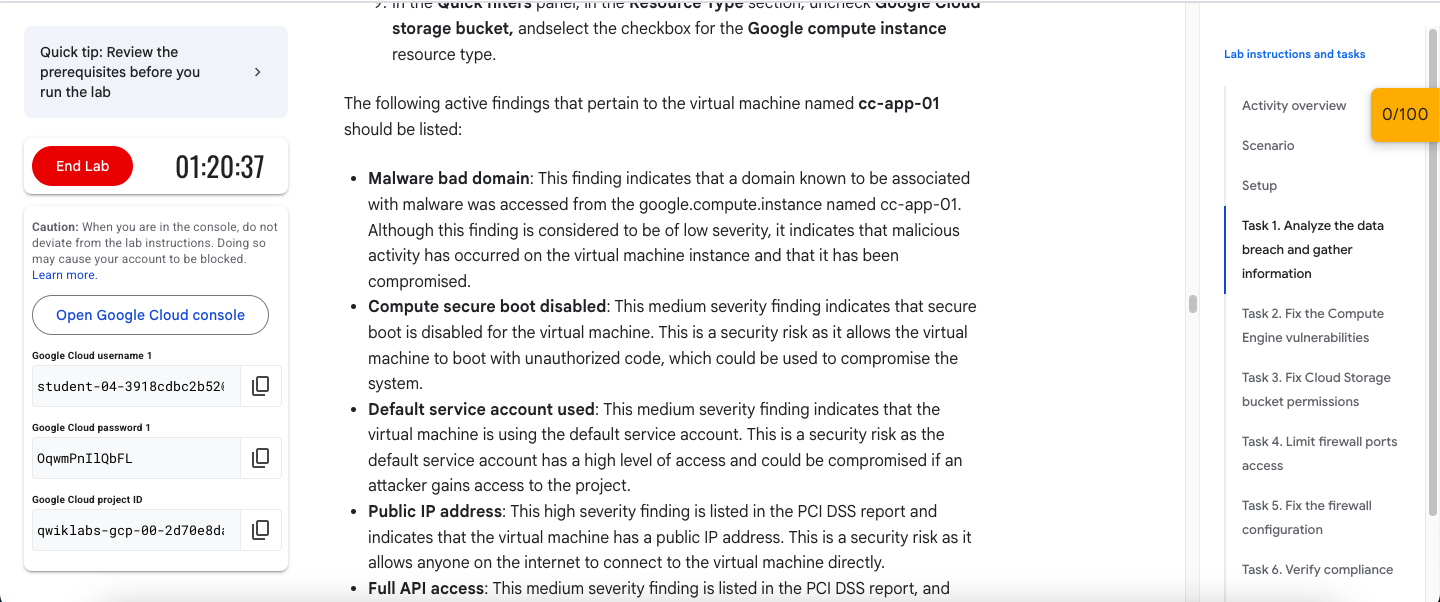 Quick tip: Review the
prerequisites before you
run the lab
End Lab
01:20:37
Caution: When you are in the console, do not
deviate from the lab instructions. Doing so
may cause your account to be blocked.
Learn more.
Open Google Cloud console
Google Cloud username 1
student-04-3918cdbc2b520
Google Cloud password 1
OqwmPnIlQbFL
Google Cloud project ID
qwiklabs-gcp-00-2d70e8da
9. In the Quick filters panel, in the Resource Type section, uncheck Google Cloud
storage bucket, andselect the checkbox for the Google compute instance
resource type.
The following active findings that pertain to the virtual machine named cc-app-01
should be listed:
• Malware bad domain: This finding indicates that a domain known to be associated
with malware was accessed from the google.compute.instance named cc-app-01.
Although this finding is considered to be of low severity, it indicates that malicious
activity has occurred on the virtual machine instance and that it has been
compromised.
• Compute secure boot disabled: This medium severity finding indicates that secure
boot is disabled for the virtual machine. This is a security risk as it allows the virtual
machine to boot with unauthorized code, which could be used to compromise the
system.
• Default service account used: This medium severity finding indicates that the
virtual machine is using the default service account. This is a security risk as the
default service account has a high level of access and could be compromised if an
attacker gains access to the project.
• Public IP address: This high severity finding is listed in the PCI DSS report and
indicates that the virtual machine has a public IP address. This is a security risk as it
allows anyone on the internet to connect to the virtual machine directly.
• Full API access: This medium severity finding is listed in the PCI DSS report, and
Lab instructions and tasks
Activity overview
0/100
Scenario
Setup
Task 1. Analyze the data
breach and gather
information
Task 2. Fix the Compute
Engine vulnerabilities
Task 3. Fix Cloud Storage
bucket permissions
Task 4. Limit firewall ports
access
Task 5. Fix the firewall
configuration
Task 6. Verify compliance